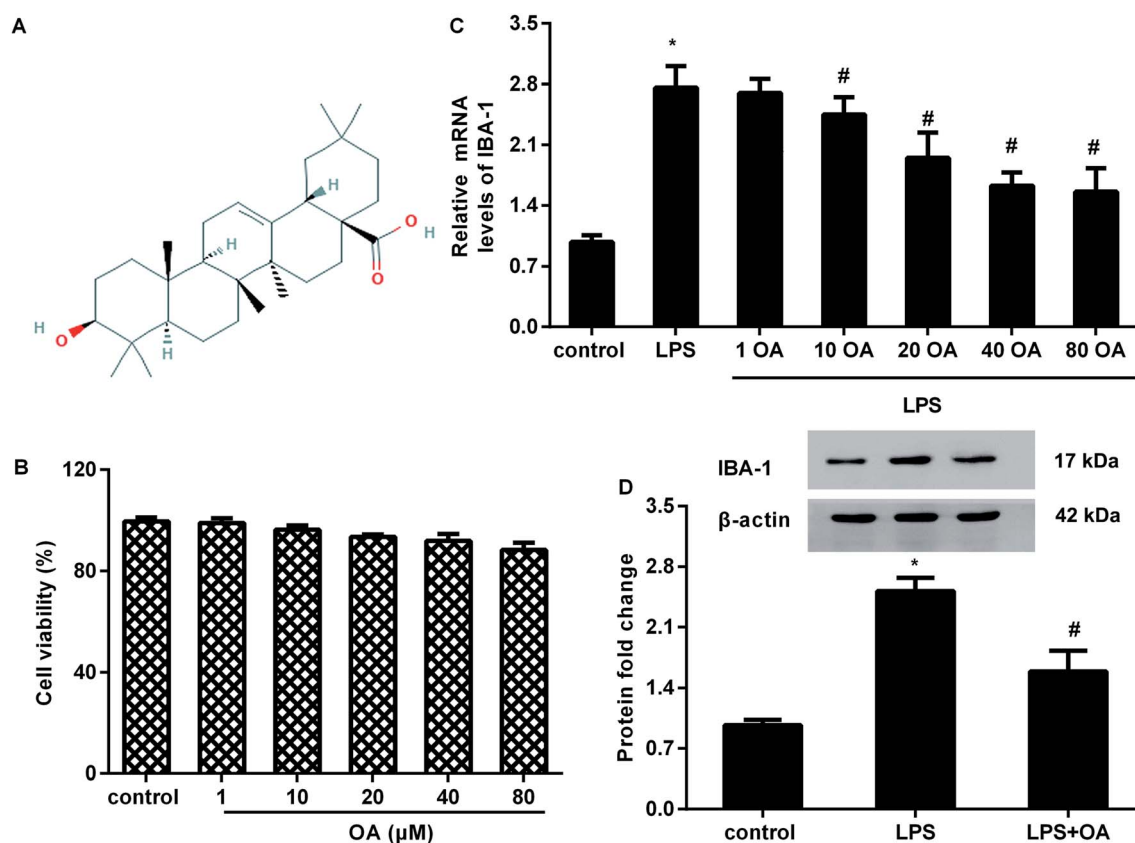 A
H
H
O
H
O
H
O
H
B
120
80
40
0
Cell viability (%)
control 1 10 20 40 80
OA (μM)
C
3.5
2.8
2.1
1.4
0.7
0.0
Relative mRNA
levels of IBA-1
*
#
#
#
#
control LPS 1 OA 10 OA 20 OA 40 OA 80 OA
LPS
IBA-1 17 kDa
β-actin 42 kDa
D
3.5
2.8
2.1
1.4
0.7
0.0
Protein fold change
*
#
control LPS LPS+OA